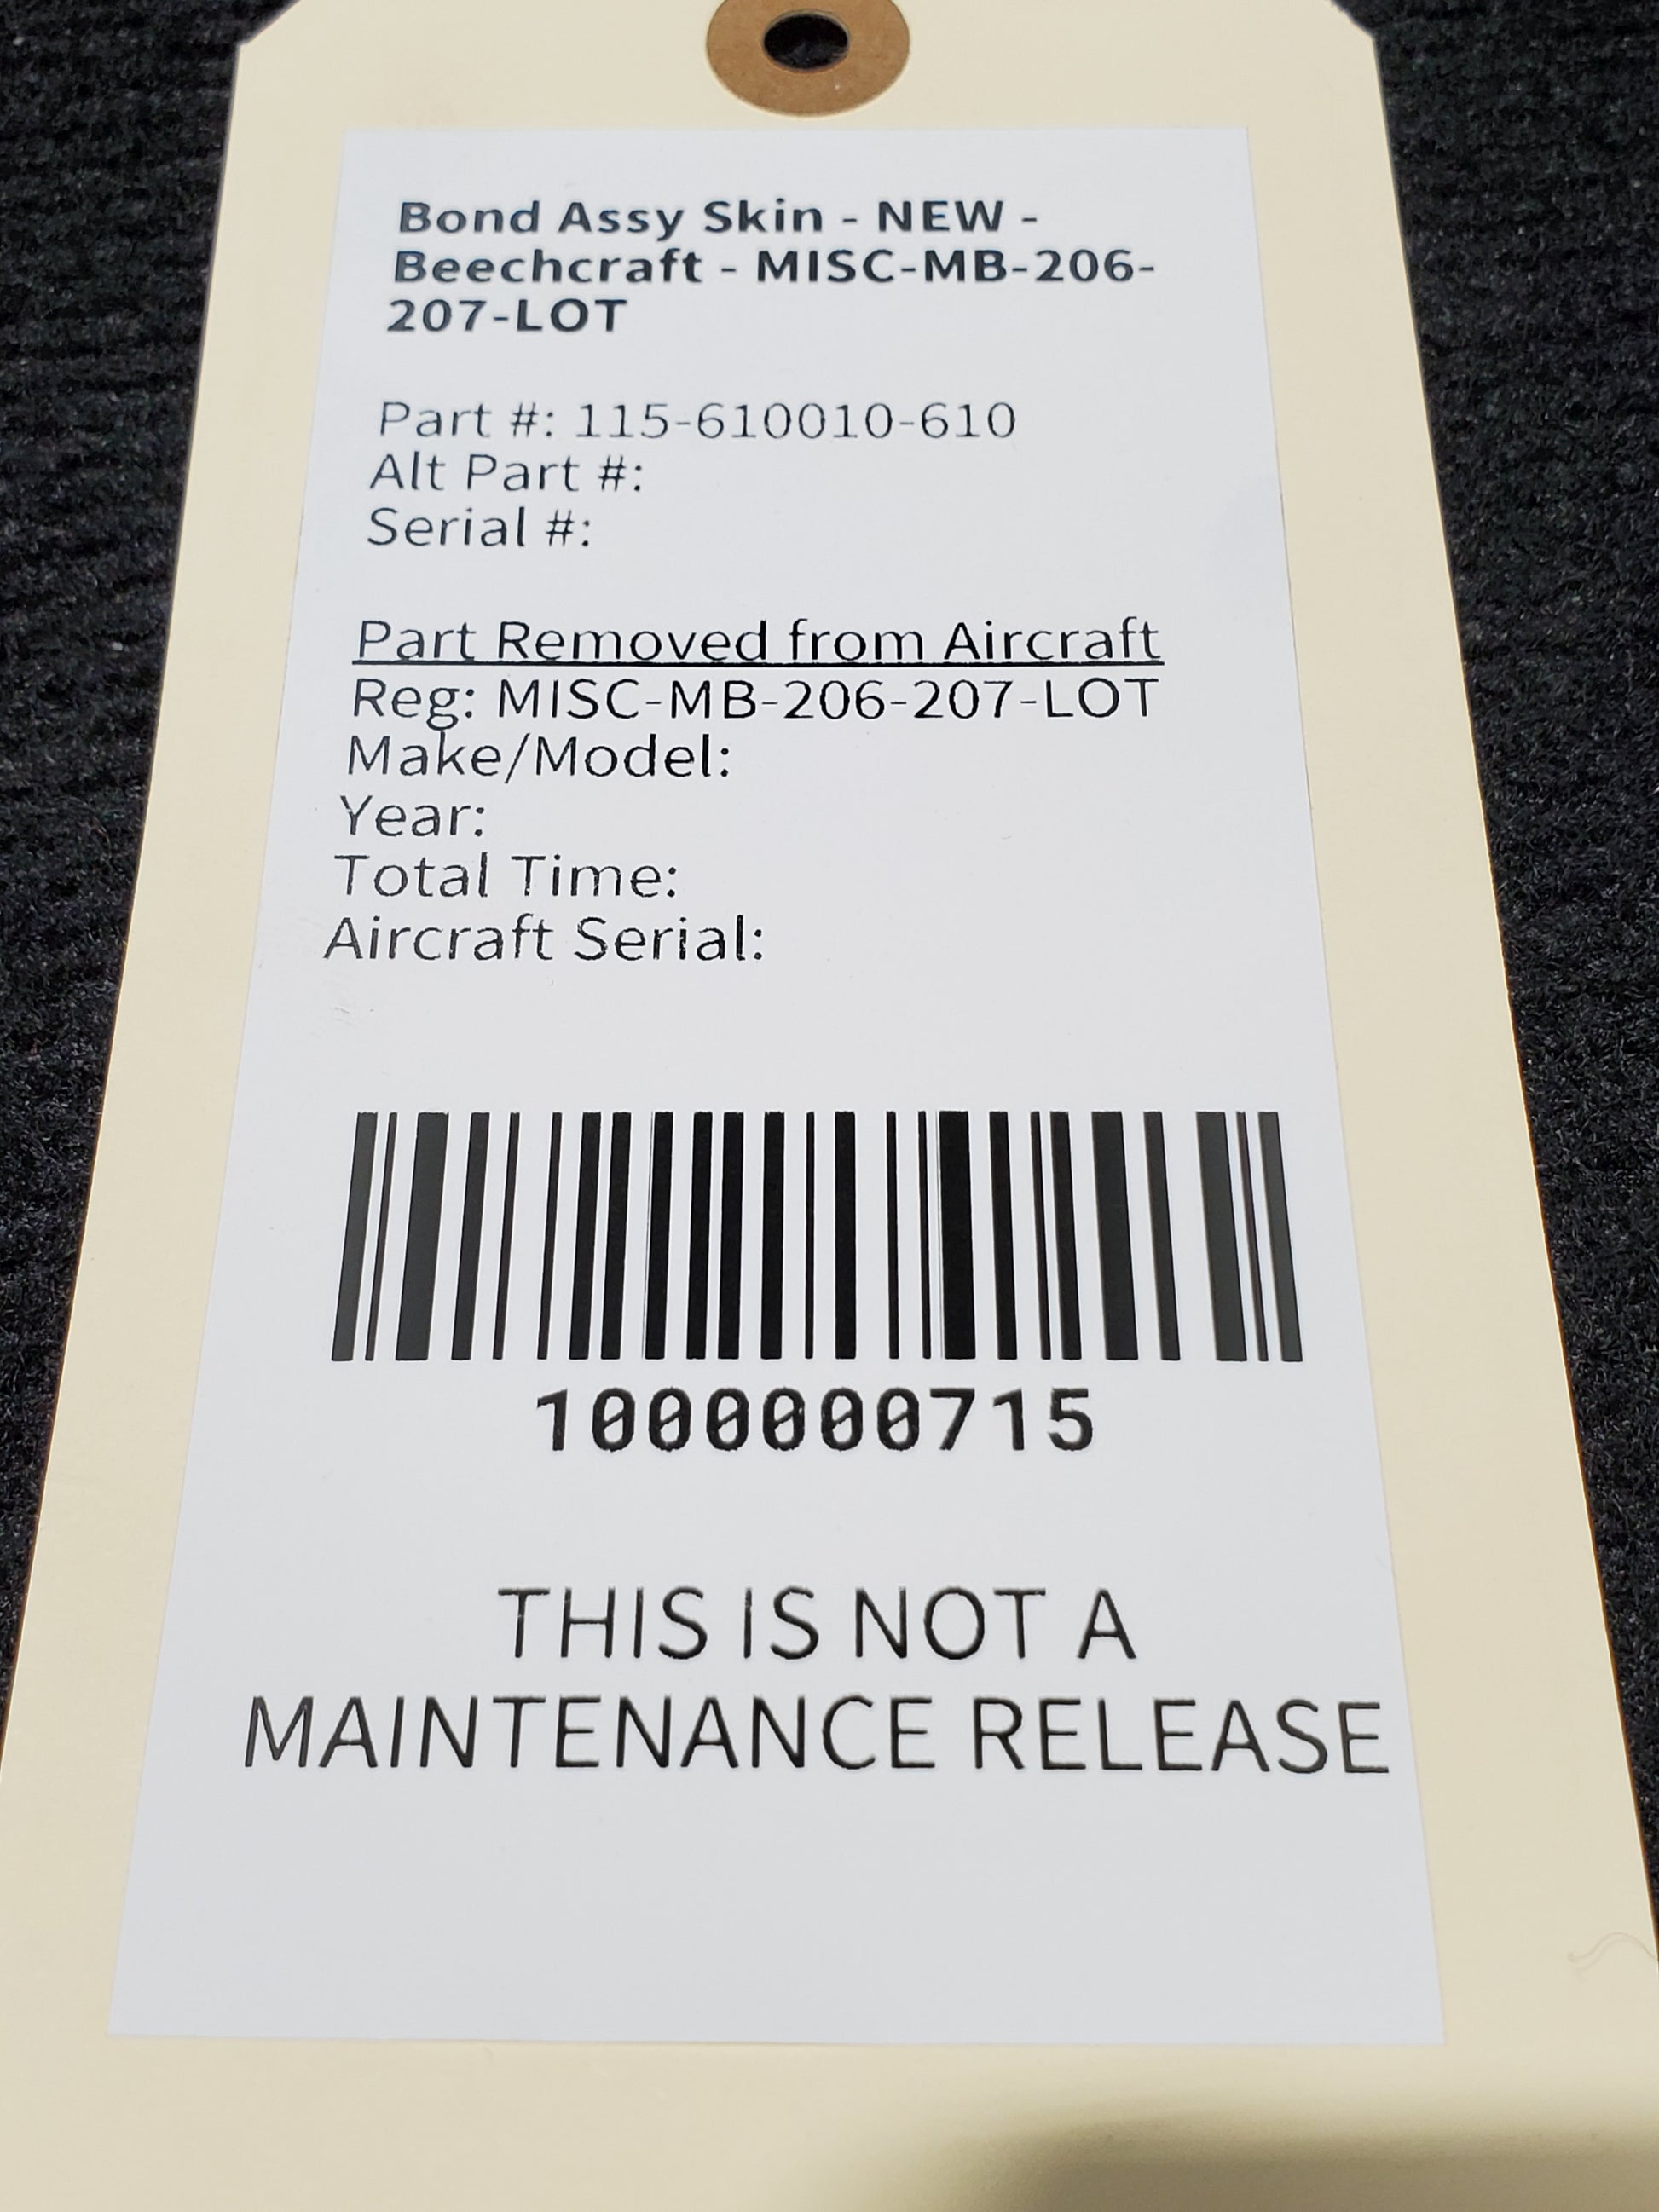 Bond Assy Skin - NEW -
Beechcraft - MISC-MB-206-
207-LOT
Part #: 115-610010-610
Alt Part #:
Serial #:
Part Removed from Aircraft
Reg: MISC-MB-206-207-LOT
Make/Model:
Year:
Total Time:
Aircraft Serial:
1000000715
THIS IS NOT A
MAINTENANCE RELEASE